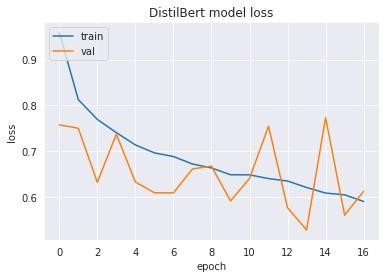 DistilBert model loss
train
val
0.9
0.8
0.7
0.6
loss
0 2 4 6 8 10 12 14 16
epoch